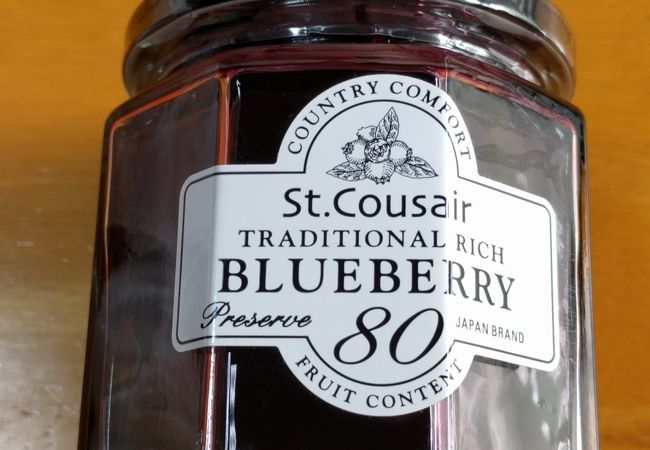 COUNTRY COMFORT
St.Cousair
TRADITIONAL RICH
BLUEBERRY
Preserve 80 JAPAN BRAND
FRUIT CONTENT